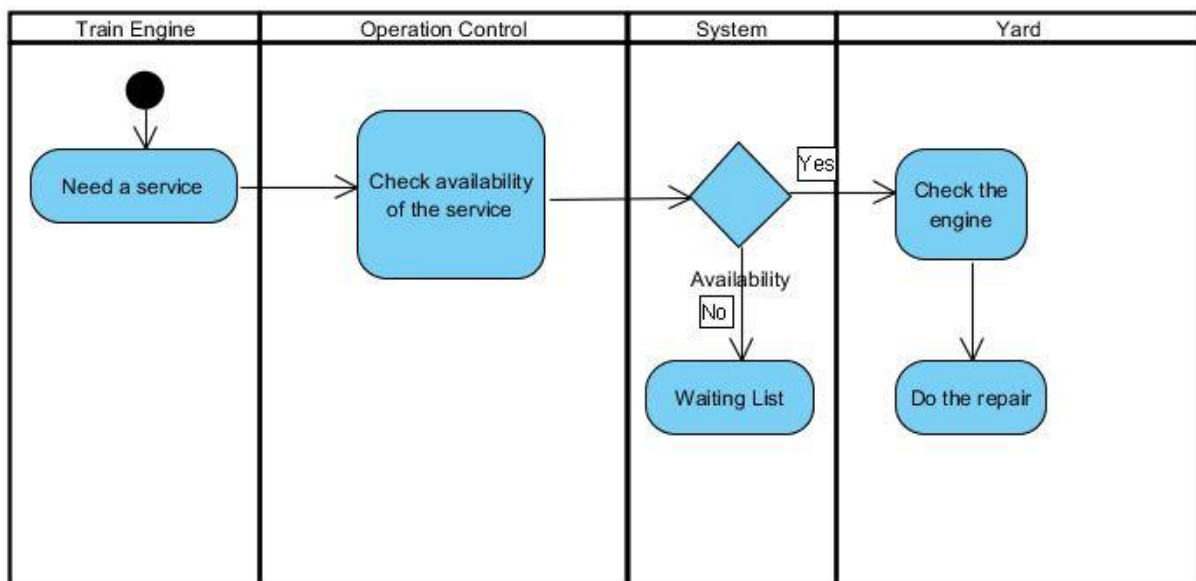 Train Engine
Operation Control
System
Yard
Need a service
Check availability
of the service
Yes
Check the
engine
Availability
No
Waiting List
Do the repair